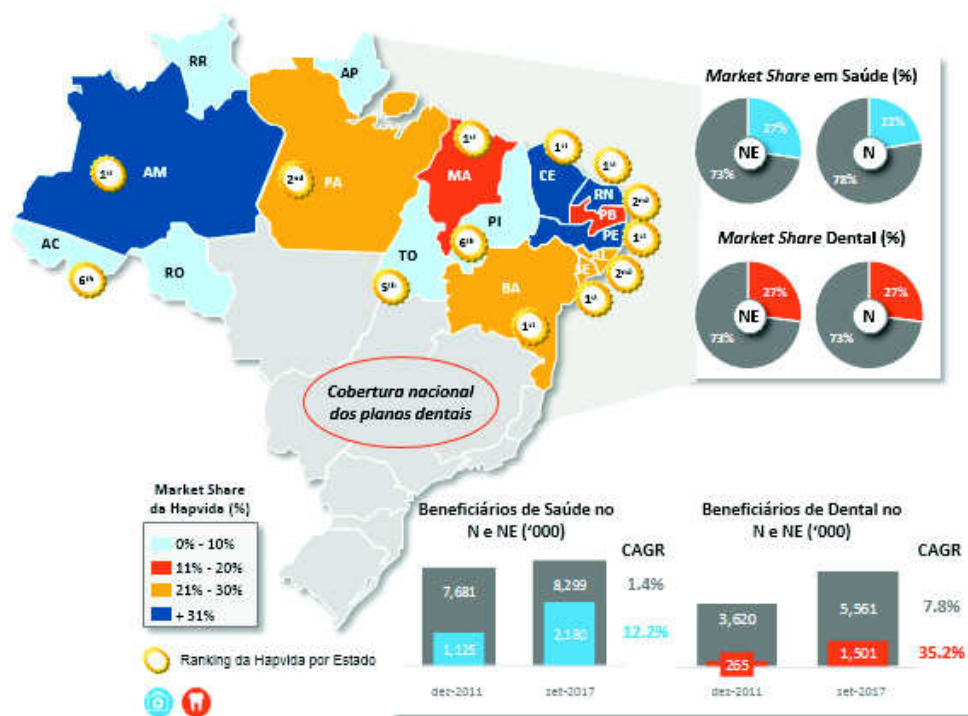 RR
AP
AM
1st
2nd
PA
1st
MA
1st
CE
1st
RN
2nd
PB
PE
1st
AL
SE
2nd
1st
PI
6th
TO
5th
BA
1st
AC
6th
RO
Cobertura nacional
dos planas dentais
Market Share em Saúde (%)
27%
NE
73%
22%
N
78%
Market Share Dental (%)
27%
NE
73%
27%
N
73%
Market Share
da Hapvida (%)
0% - 10%
11% - 20%
21% - 30%
+ 31%
Ranking da Hapvida por Estado
Beneficiários de Saúde no
N e NE ('000)
CAGR
7,681
8,299
1.4%
1,125
2,180
12.2%
dez-2011
set-2017
Beneficiários de Dental no
N e NE ('000)
CAGR
3,620
5,561
7.8%
265
1,501
35.2%
dez-2011
set-2017